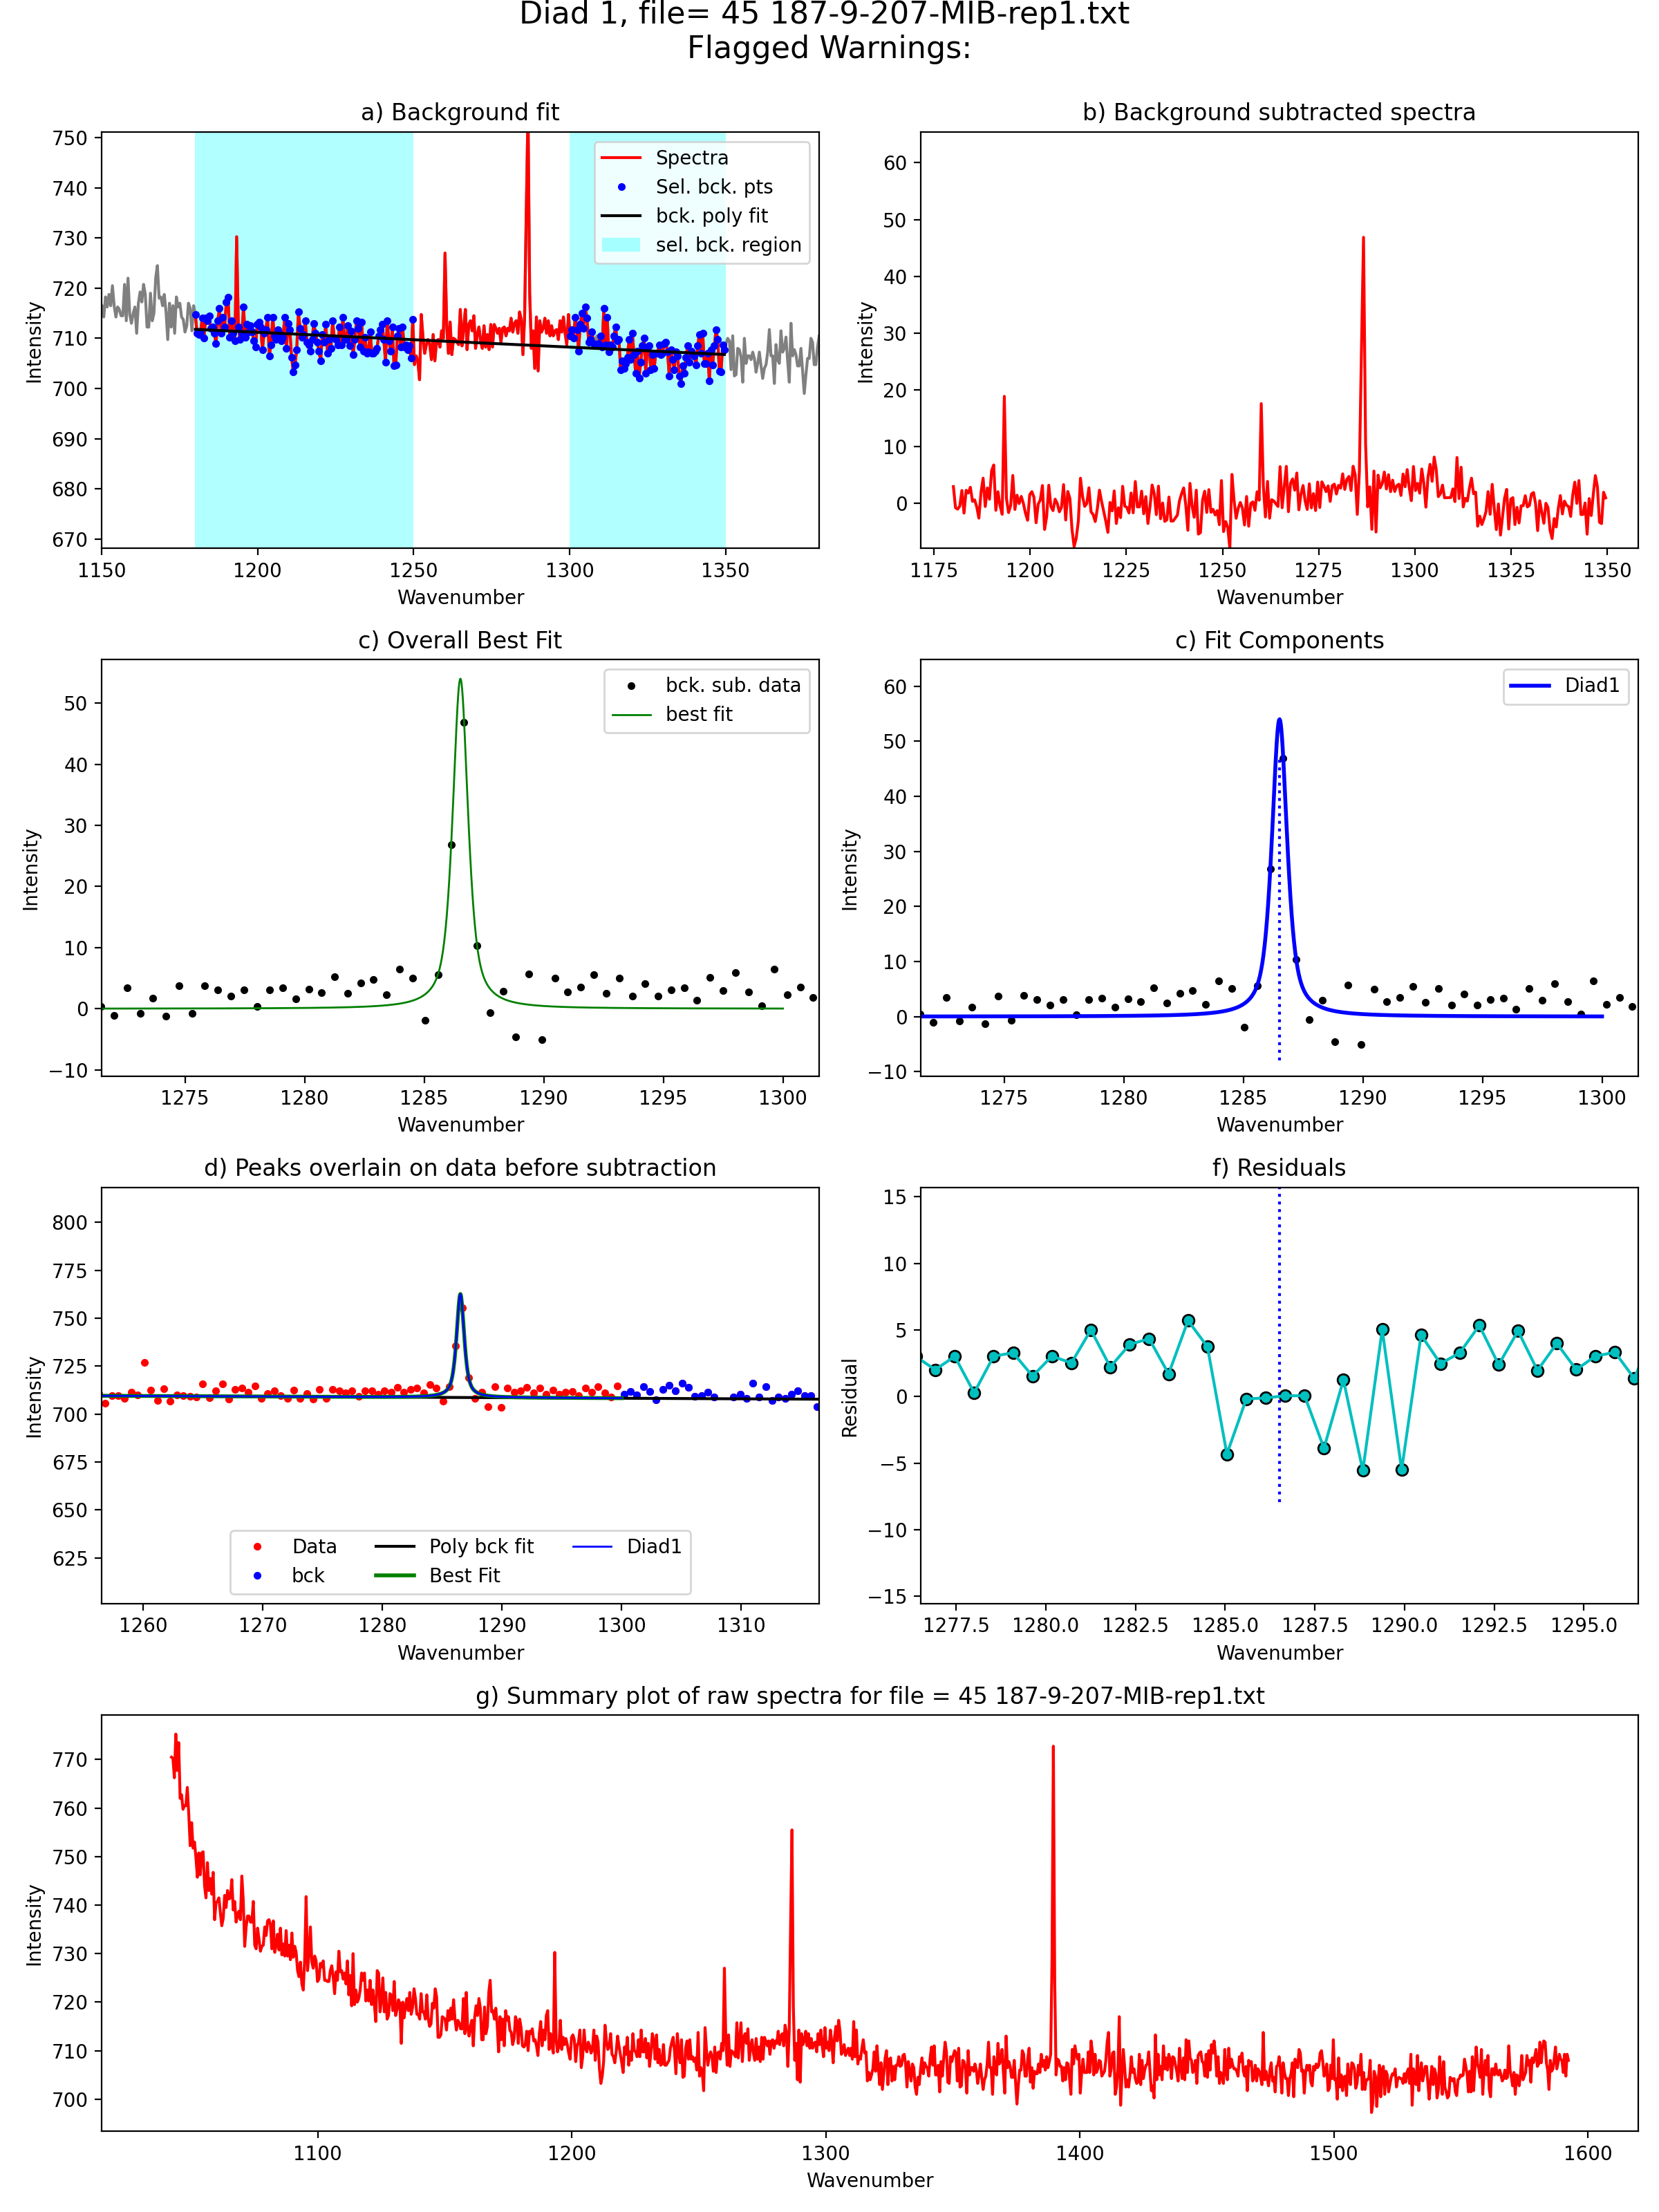 Diad 1, file= 45 187-9-207-MIB-rep1.txt
Flagged Warnings:
a) Background fit
750
740
730
720
710
700
690
680
670
Intensity
Spectra
Sel. bck. pts
bck. poly fit
sel. bck. region
1150 1200 1250 1300 1350
Wavenumber
b) Background subtracted spectra
60
50
40
30
20
10
0
Intensity
1175 1200 1225 1250 1275 1300 1325 1350
Wavenumber
c) Overall Best Fit
50
40
30
20
10
0
−10
Intensity
bck. sub. data
best fit
1275 1280 1285 1290 1295 1300
Wavenumber
c) Fit Components
60
50
40
30
20
10
0
−10
Intensity
Diad1
1275 1280 1285 1290 1295 1300
Wavenumber
d) Peaks overlain on data before subtraction
800
775
750
725
700
675
650
625
Intensity
Data
bck
Poly bck fit
Best Fit
Diad1
1260 1270 1280 1290 1300 1310
Wavenumber
f) Residuals
15
10
5
0
−5
−10
−15
Residual
1277.5 1280.0 1282.5 1285.0 1287.5 1290.0 1292.5 1295.0
Wavenumber
g) Summary plot of raw spectra for file = 45 187-9-207-MIB-rep1.txt
770
760
750
740
730
720
710
700
Intensity
1100 1200 1300 1400 1500 1600
Wavenumber